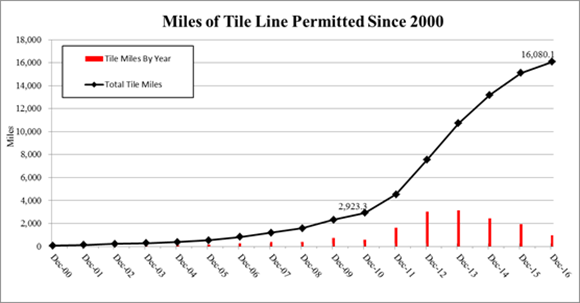 Miles of Tile Line Permitted Since 2000
18,000
16,000
14,000
12,000
10,000
8,000
6,000
4,000
2,000
0
Miles
Tile Miles By Year
Total Tile Miles
2,923.3
16,080.1
Dec-00
Dec-01
Dec-02
Dec-03
Dec-04
Dec-05
Dec-06
Dec-07
Dec-08
Dec-09
Dec-10
Dec-11
Dec-12
Dec-13
Dec-14
Dec-15
Dec-16